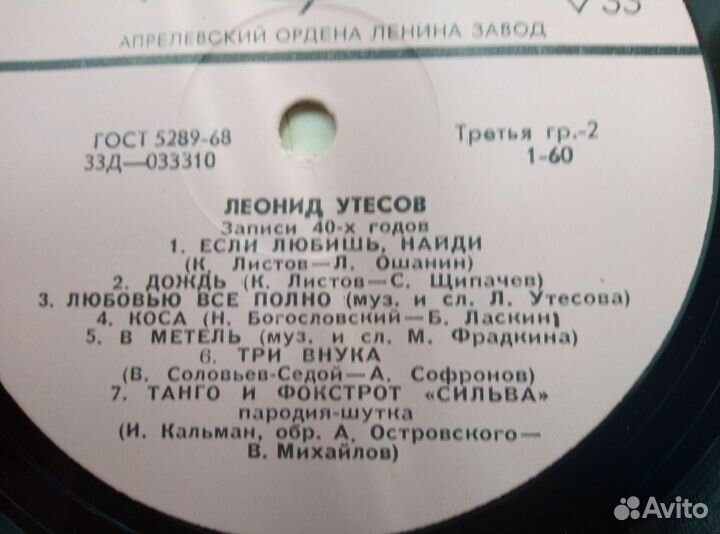 ▽ 33
АПРЕЛЕВСКИЙ ОРДЕНА ЛЕНИНА ЗАВОД
ГОСТ 5289-68
33Д—033310
Третья гр.-2
1-60
ЛЕОНИД УТЕСОВ
Записи 40-х годов
1. ЕСЛИ ЛЮБИШЬ, НАЙДИ
(К. Листов—Л. Ошанин)
2. ДОЖДЬ (К. Листов—С. Щипачев)
3. ЛЮБОВЬЮ ВСЕ ПОЛНО (муз. и сл. Л. Утесова)
4. КОСА (Н. Богословский—Б. Ласкин)
5. В МЕТЕЛЬ (муз. и сл. М. Фрадкина)
6. ТРИ ВНУКА
(В. Соловьев-Седой—А. Софронов)
7. ТАНГО И ФОКСТРОТ «СИЛЬВА»
пародия-шутка
(И. Кальман, обр. А. Островского—
В. Михайлов)
Avito